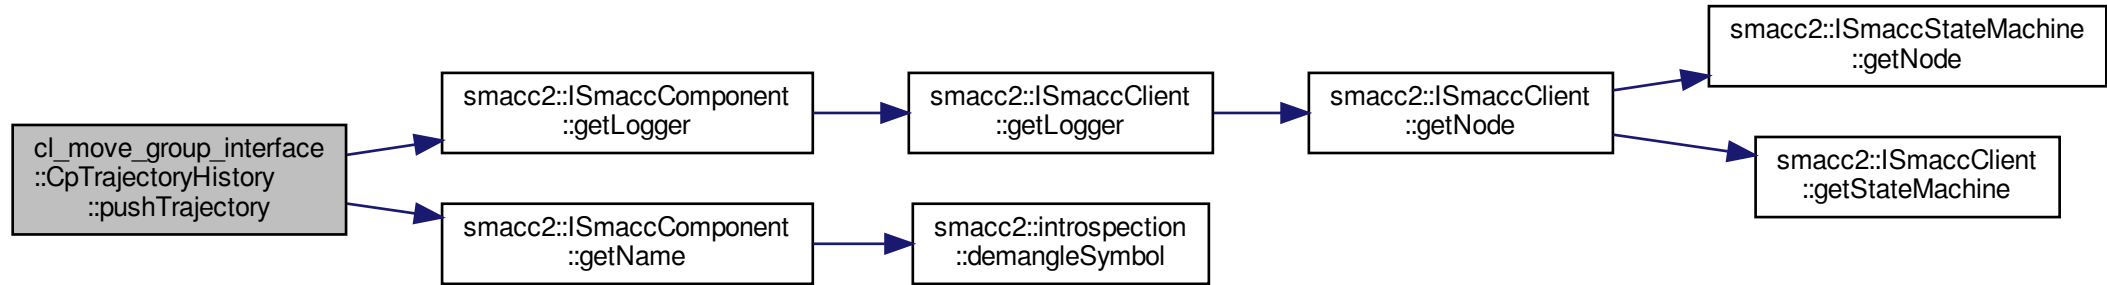 cl_move_group_interface
::CpTrajectoryHistory
::pushTrajectory
smacc2::ISmaccComponent
::getLogger
smacc2::ISmaccClient
::getLogger
smacc2::ISmaccClient
::getNode
smacc2::ISmaccStateMachine
::getNode
smacc2::ISmaccClient
::getStateMachine
smacc2::ISmaccComponent
::getName
smacc2::introspection
::demangleSymbol